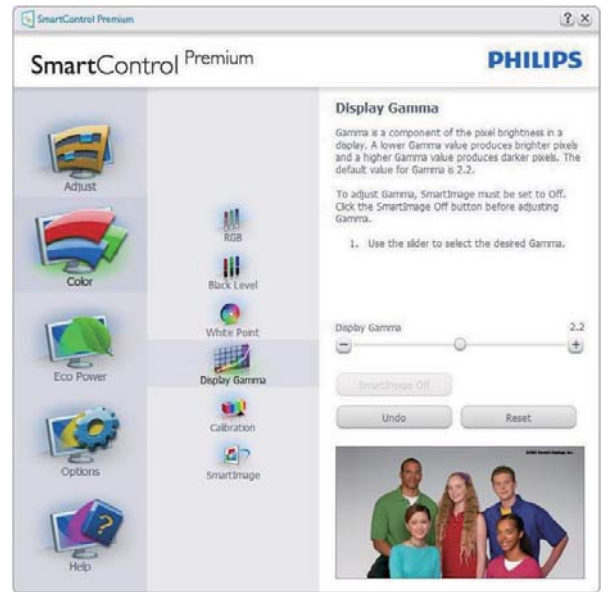 SmartControl Premium
SmartControl Premium
PHILIPS
Adjust
Color
Eco Power
Options
Help
RGB
Black Level
White Point
Display Gamma
Calibration
SmartImage
Display Gamma
Gamma is a component of the pixel brightness in a
display. A lower Gamma value produces brighter pixels
and a higher Gamma value produces darker pixels. The
default value for Gamma is 2.2.
To adjust Gamma, SmartImage must be set to Off.
Click the SmartImage Off button before adjusting
Gamma.
1. Use the slider to select the desired Gamma.
Display Gamma 2.2
SmartImage Off
Undo Reset